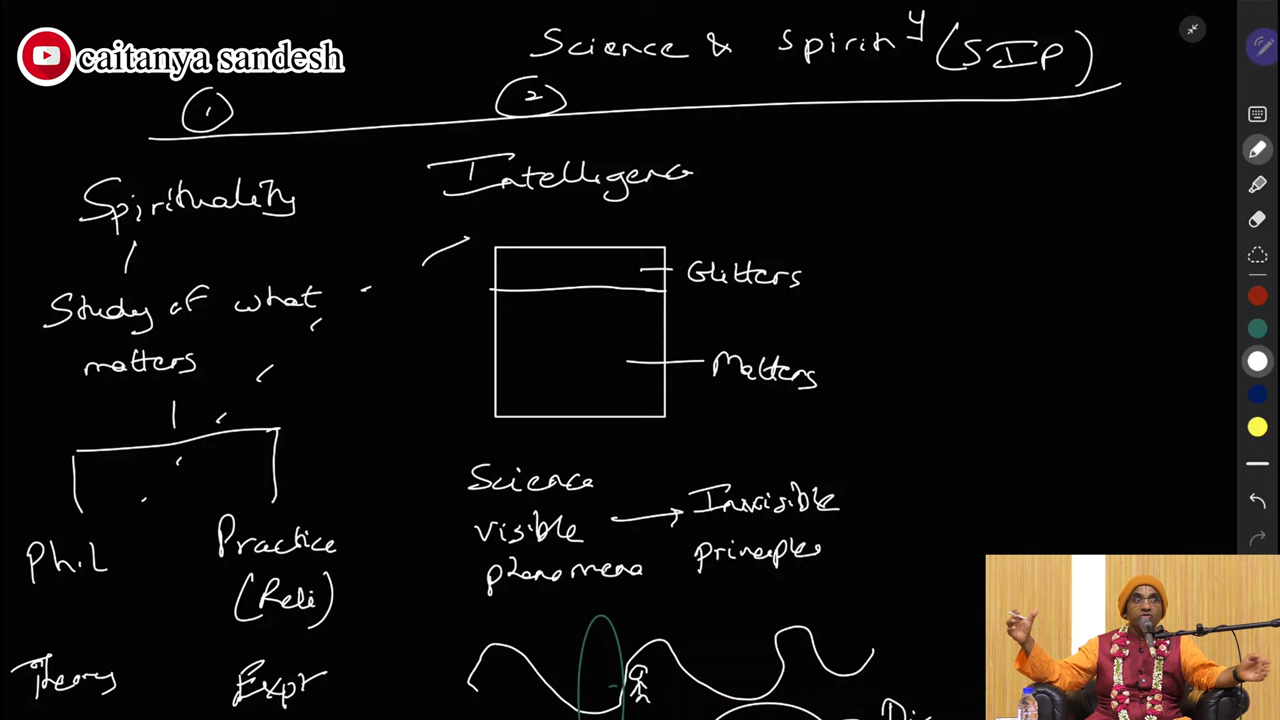 caitanya sandesh
Science & Spirity (SIP)
1
2
Spirituality
Study of what
matters
Phil
Practice
(Reli)
Theory
Expt
Intelligence
Glitters
Matters
Science
visible
phenomena
Invisible
principles